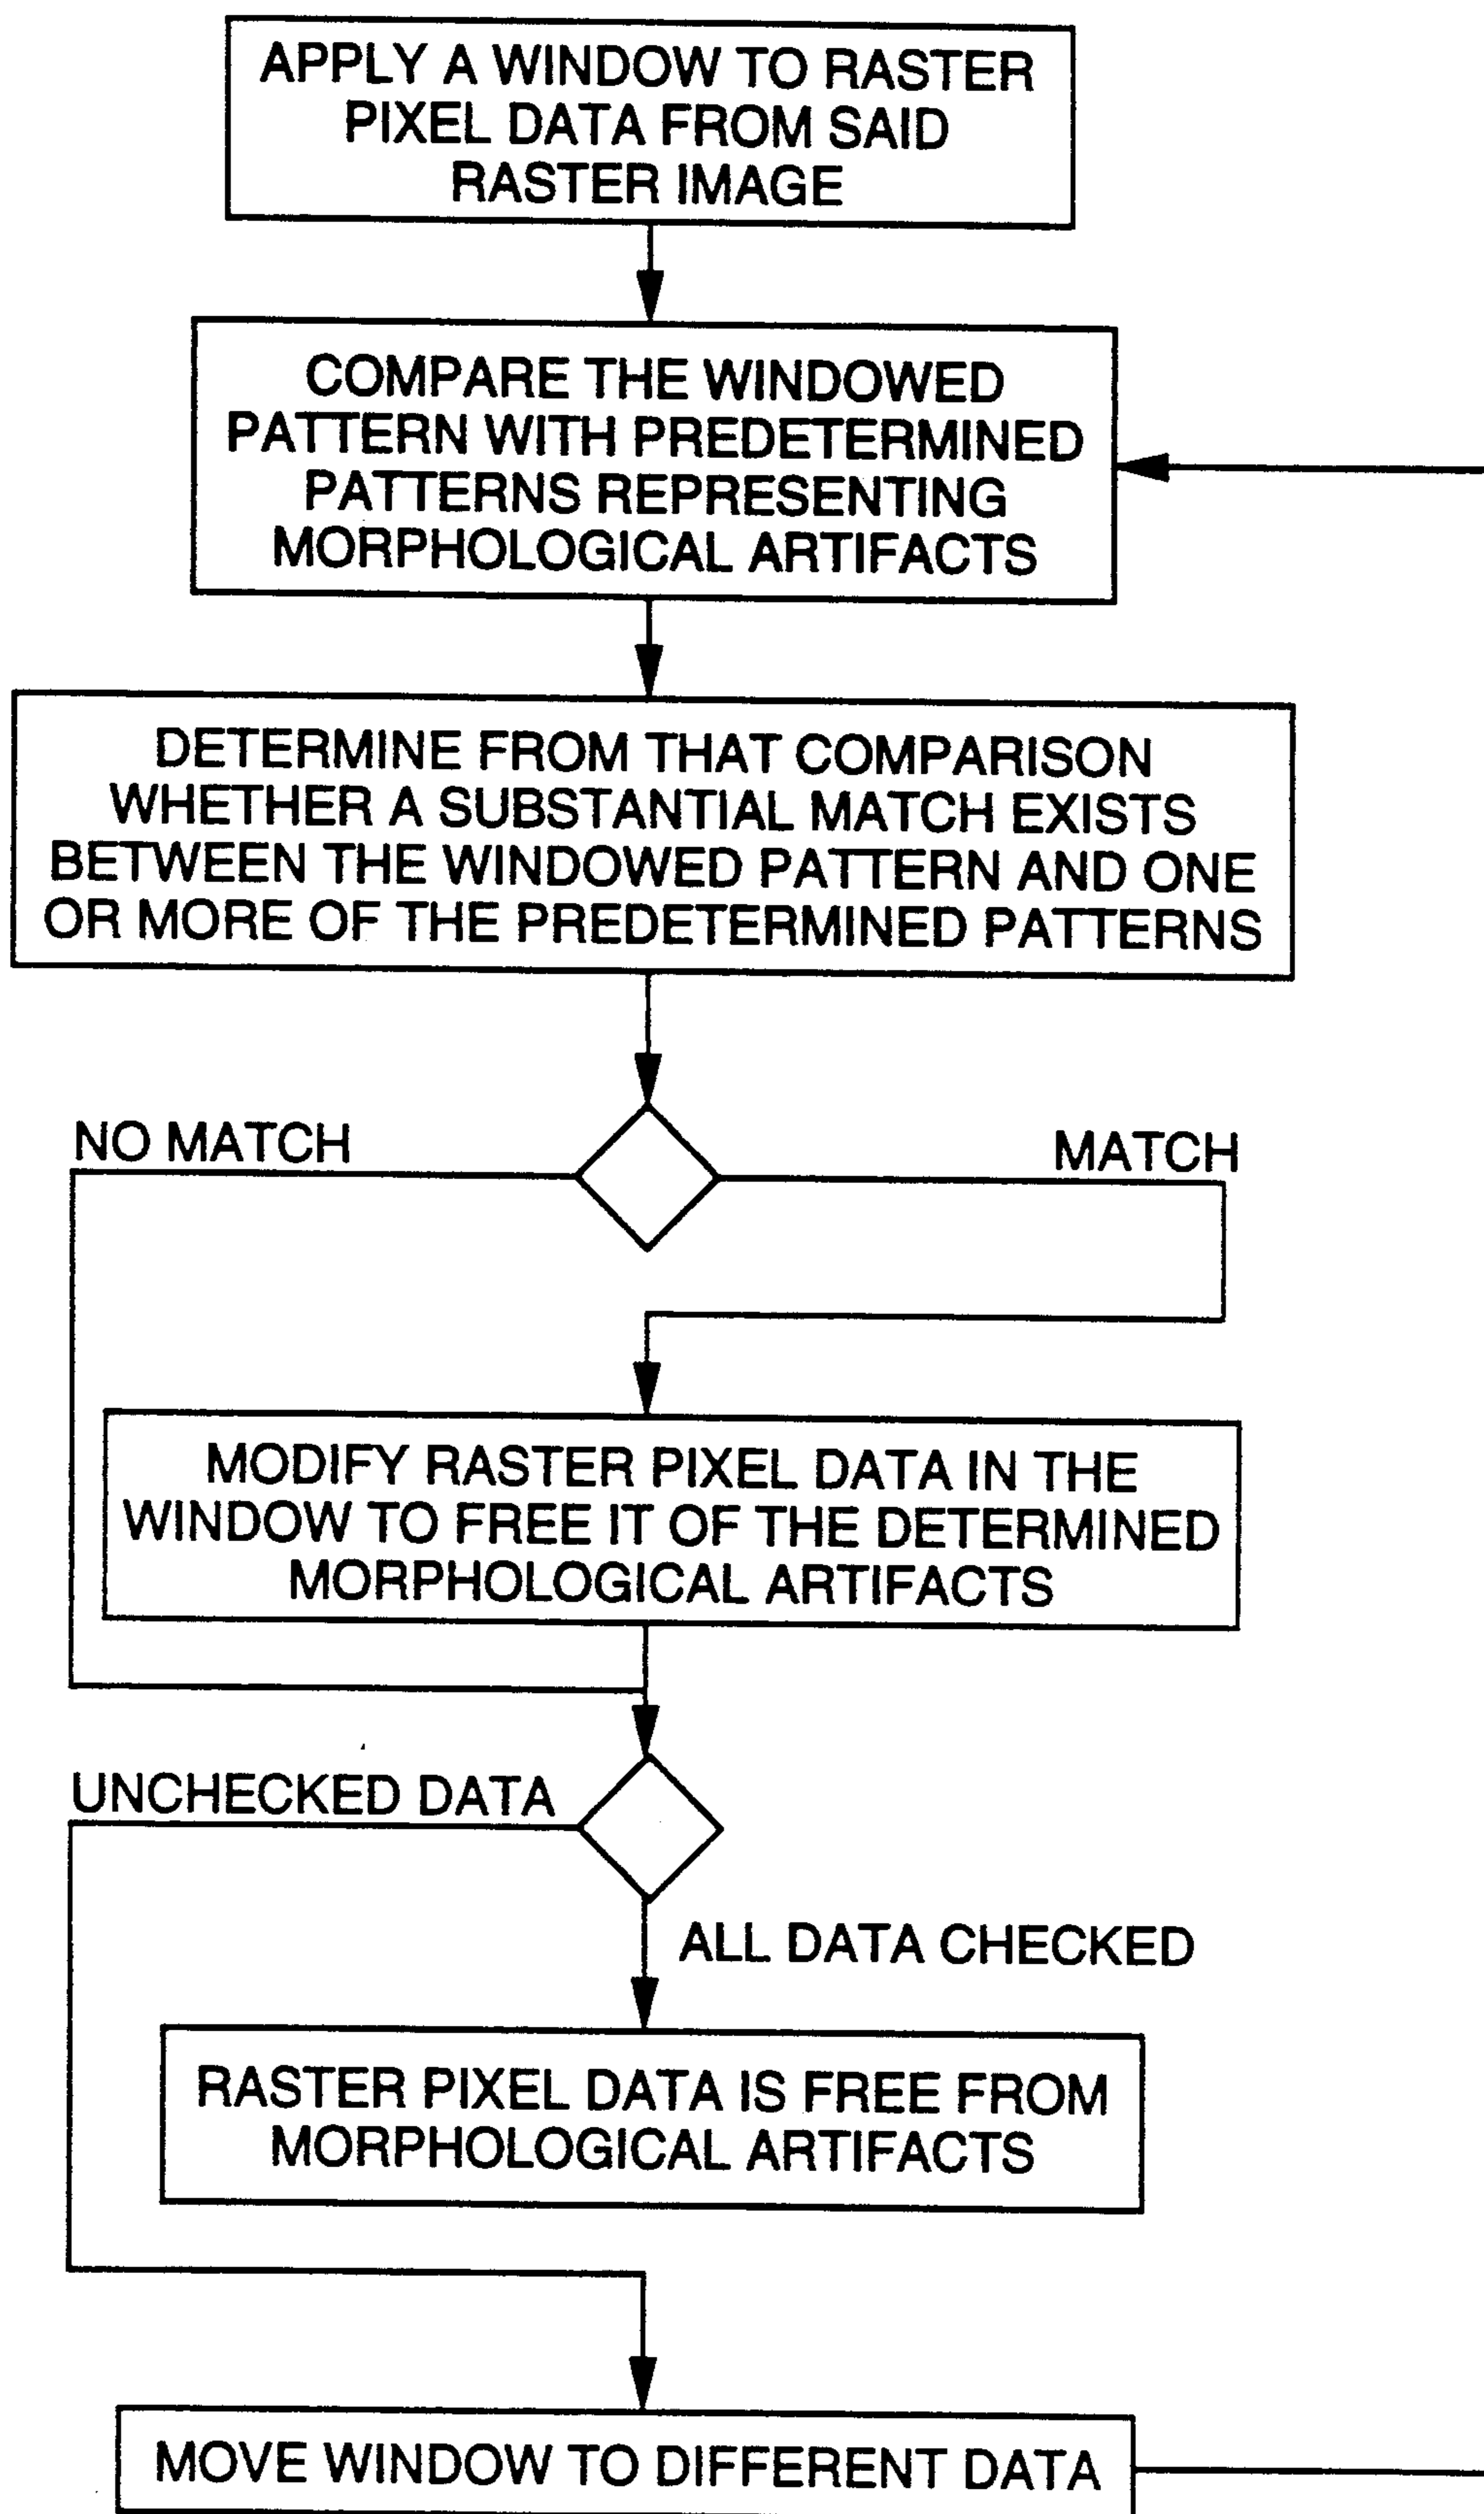 APPLY A WINDOW TO RASTER
PIXEL DATA FROM SAID
RASTER IMAGE
COMPARE THE WINDOWED
PATTERN WITH PREDETERMINED
PATTERNS REPRESENTING
MORPHOLOGICAL ARTIFACTS
DETERMINE FROM THAT COMPARISON
WHETHER A SUBSTANTIAL MATCH EXISTS
BETWEEN THE WINDOWED PATTERN AND ONE
OR MORE OF THE PREDETERMINED PATTERNS
NO MATCH
MATCH
MODIFY RASTER PIXEL DATA IN THE
WINDOW TO FREE IT OF THE DETERMINED
MORPHOLOGICAL ARTIFACTS
UNCHECKED DATA
ALL DATA CHECKED
RASTER PIXEL DATA IS FREE FROM
MORPHOLOGICAL ARTIFACTS
MOVE WINDOW TO DIFFERENT DATA